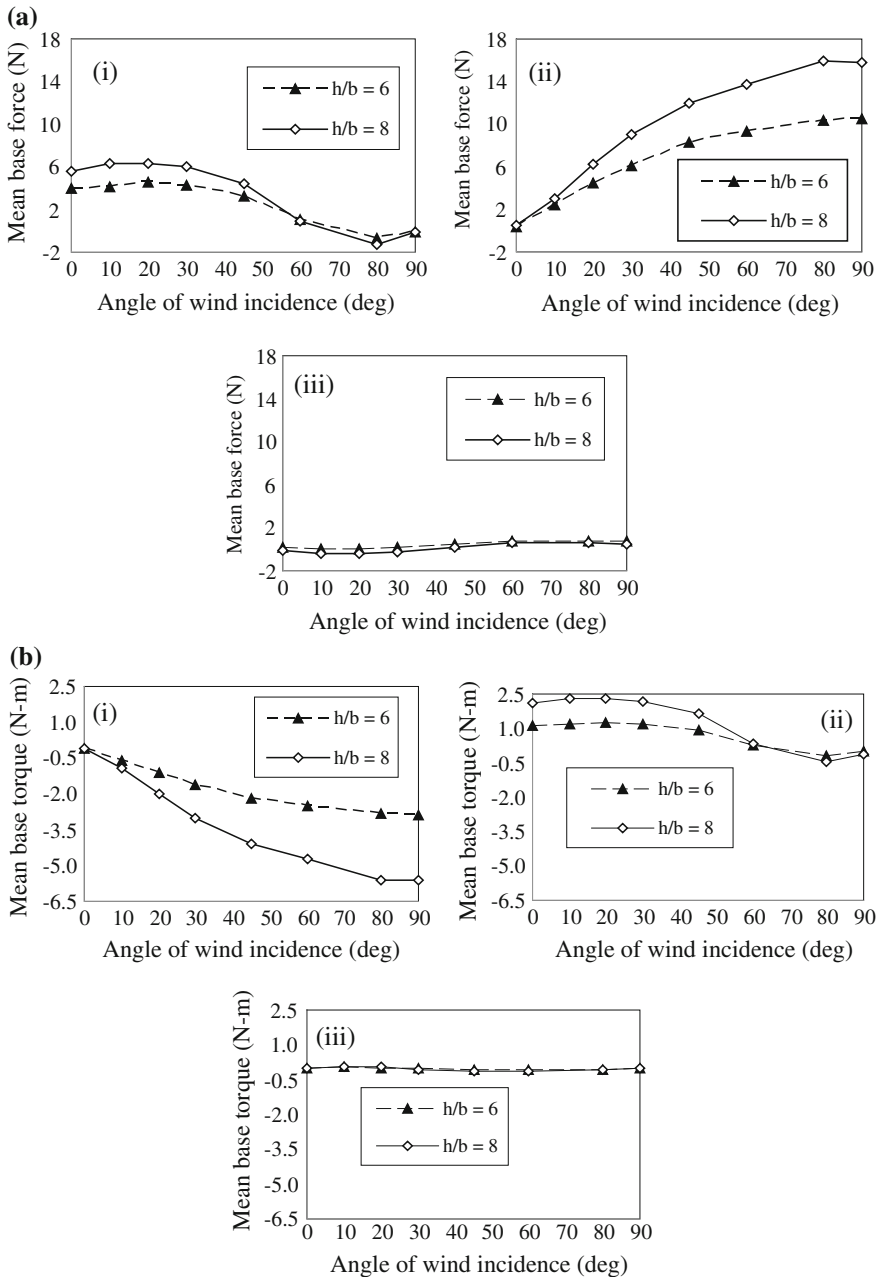 (a)
Mean base force (N)
18
14
10
6
2
-2
(i)
h/b = 6
h/b = 8
0 10 20 30 40 50 60 70 80 90
Angle of wind incidence (deg)
Mean base force (N)
18
14
10
6
2
-2
(ii)
h/b = 6
h/b = 8
0 10 20 30 40 50 60 70 80 90
Angle of wind incidence (deg)
Mean base force (N)
18
14
10
6
2
-2
(iii)
h/b = 6
h/b = 8
0 10 20 30 40 50 60 70 80 90
Angle of wind incidence (deg)
(b)
Mean base torque (N-m)
2.5
1.0
-0.5
-2.0
-3.5
-5.0
-6.5
(i)
h/b = 6
h/b = 8
0 10 20 30 40 50 60 70 80 90
Angle of wind incidence (deg)
Mean base torque (N-m)
2.5
1.0
-0.5
-2.0
-3.5
-5.0
-6.5
(ii)
h/b = 6
h/b = 8
0 10 20 30 40 50 60 70 80 90
Angle of wind incidence (deg)
Mean base torque (N-m)
2.5
1.0
-0.5
-2.0
-3.5
-5.0
-6.5
(iii)
h/b = 6
h/b = 8
0 10 20 30 40 50 60 70 80 90
Angle of wind incidence (deg)